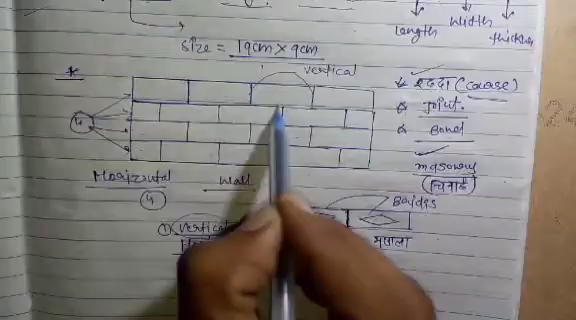 length
width
thickness
size = 19cm × 9cm
vertical
रद्दा (course)
Joint.
Bond
masonry
(चिनाई)
4
Horizontal
4
Wall
① vertical
मसाला